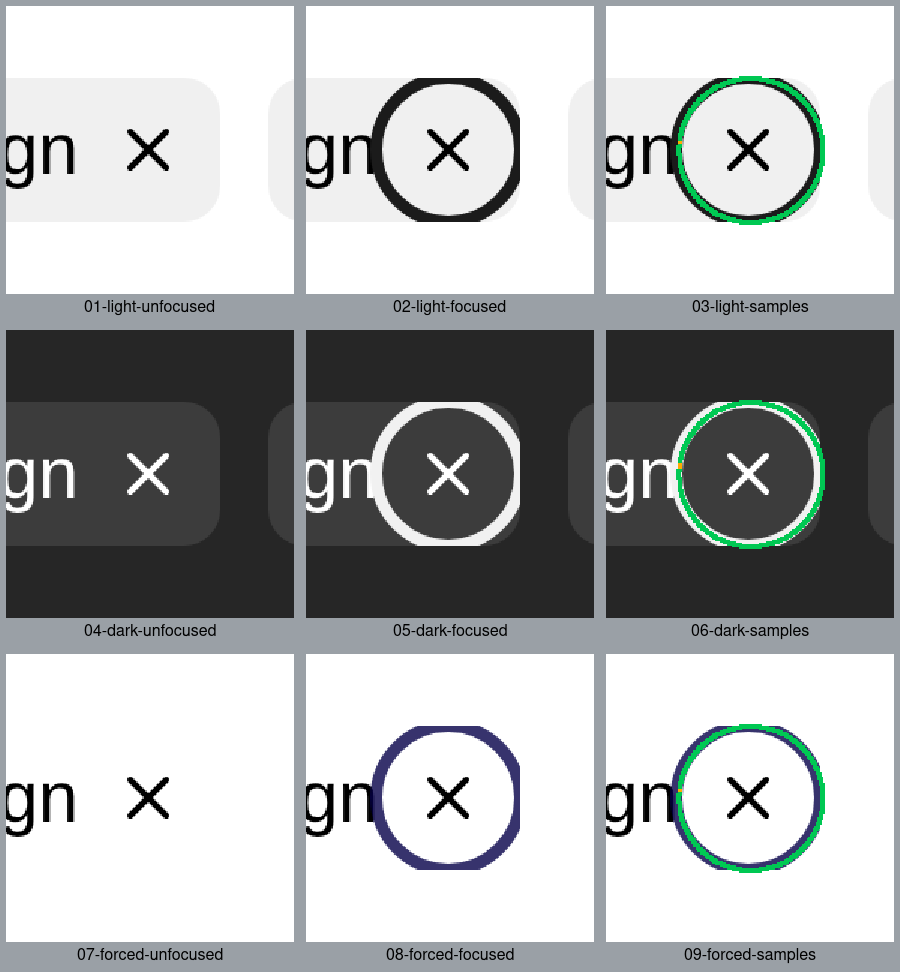 gn gn gn
01-light-unfocused 02-light-focused 03-light-samples
gn gn gn
04-dark-unfocused 05-dark-focused 06-dark-samples
gn gn gn
07-forced-unfocused 08-forced-focused 09-forced-samples